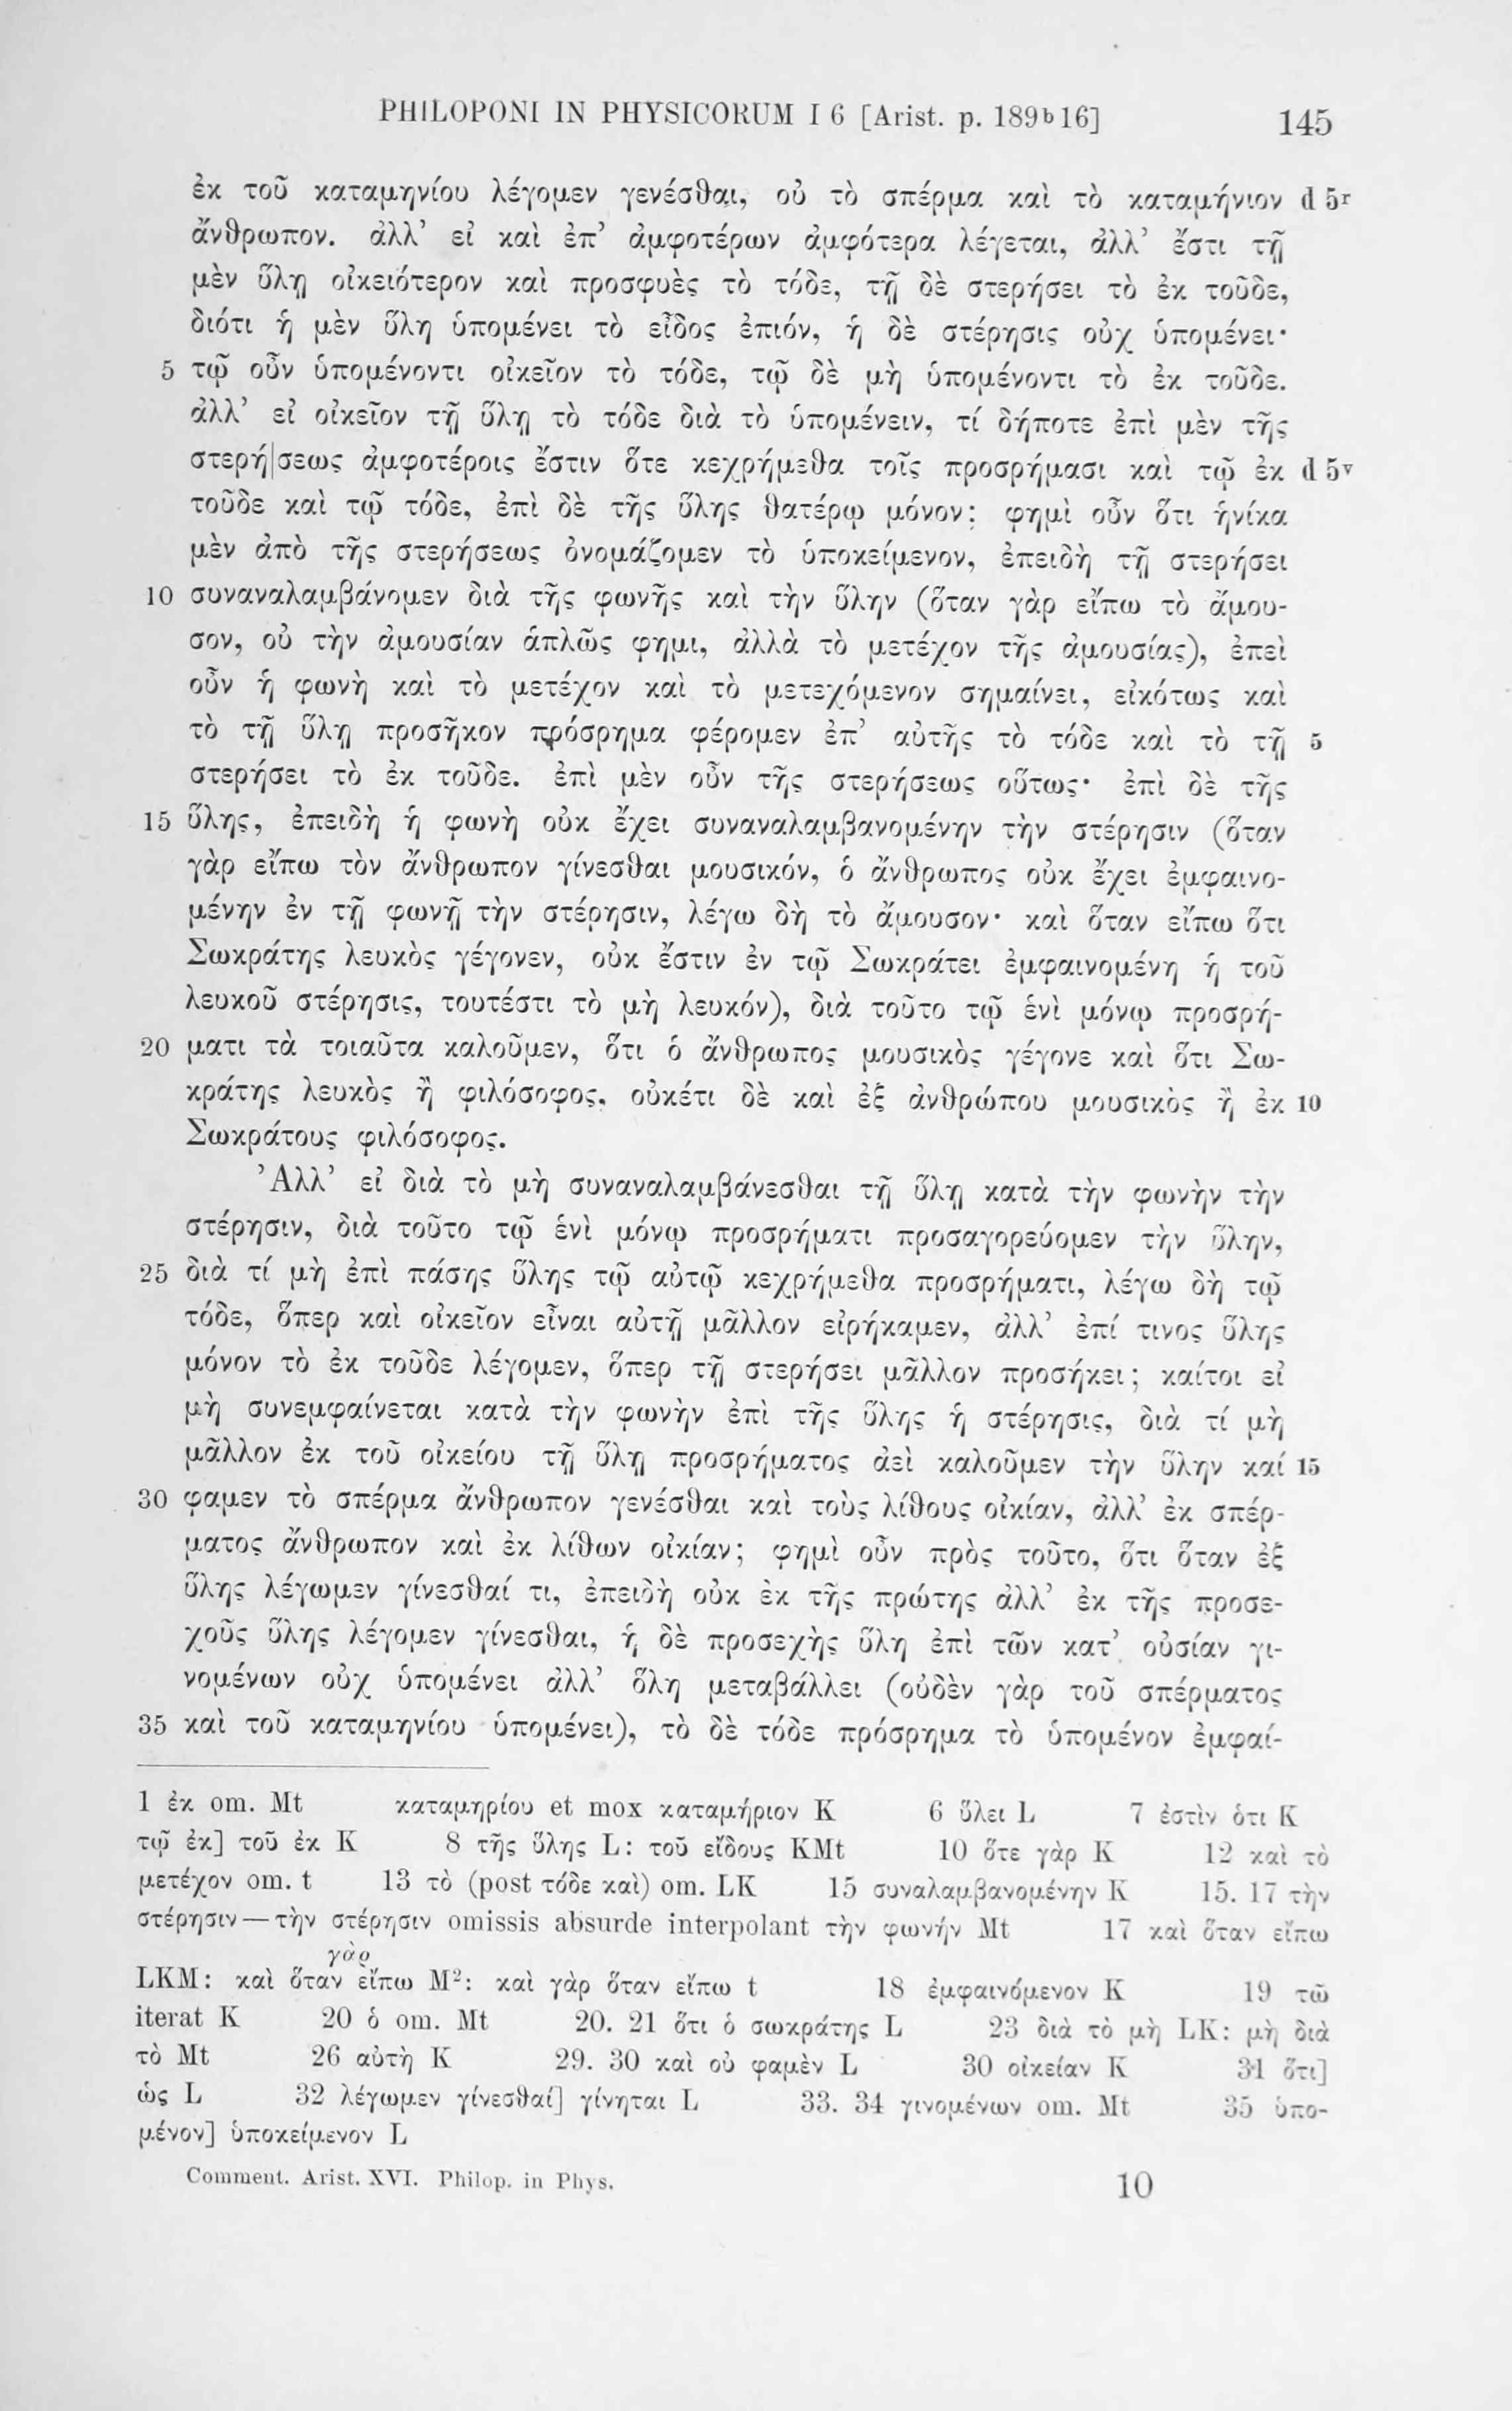 PHILOPONI IN PHYSICORUM I 6 [Arist. p. 189ᵇ16] 145
ἐκ τοῦ καταμηνίου λέγομεν γενέσθαι, οὐ τὸ σπέρμα καὶ τὸ καταμήνιον d 5ʳ
ἄνθρωπον. ἀλλ’ εἰ καὶ ἐπ’ ἀμφοτέρων ἀμφότερα λέγεται, ἀλλ’ ἔστι τῇ
μὲν ὕλῃ οἰκειότερον καὶ προσφυὲς τὸ τόδε, τῇ δὲ στερήσει τὸ ἐκ τοῦδε,
διότι ἡ μὲν ὕλη ὑπομένει τὸ εἶδος ἐπιόν, ἡ δὲ στέρησις οὐχ ὑπομένει·
5 τῷ οὖν ὑπομένοντι οἰκεῖον τὸ τόδε, τῷ δὲ μὴ ὑπομένοντι τὸ ἐκ τοῦδε.
ἀλλ’ εἰ οἰκεῖον τῇ ὕλῃ τὸ τόδε διὰ τὸ ὑπομένειν, τί δήποτε ἐπὶ μὲν τῆς
στερή|σεως ἀμφοτέροις ἔστιν ὅτε κεχρήμεθα τοῖς προσρήμασι καὶ τῷ ἐκ d 5ᵛ
τοῦδε καὶ τῷ τόδε, ἐπὶ δὲ τῆς ὕλης θατέρῳ μόνον; φημὶ οὖν ὅτι ἡνίκα
μὲν ἀπὸ τῆς στερήσεως ὀνομάζομεν τὸ ὑποκείμενον, ἐπειδὴ τῇ στερήσει
10 συναναλαμβάνομεν διὰ τῆς φωνῆς καὶ τὴν ὕλην (ὅταν γὰρ εἴπω τὸ ἄμου-
σον, οὐ τὴν ἀμουσίαν ἁπλῶς φημι, ἀλλὰ τὸ μετέχον τῆς ἀμουσίας), ἐπεὶ
οὖν ἡ φωνὴ καὶ τὸ μετέχον καὶ τὸ μετεχόμενον σημαίνει, εἰκότως καὶ
τὸ τῇ ὕλῃ προσῆκον πρόσρημα φέρομεν ἐπ’ αὐτῆς τὸ τόδε καὶ τὸ τῇ 5
στερήσει τὸ ἐκ τοῦδε. ἐπὶ μὲν οὖν τῆς στερήσεως οὕτως· ἐπὶ δὲ τῆς
15 ὕλης, ἐπειδὴ ἡ φωνὴ οὐκ ἔχει συναναλαμβανομένην τὴν στέρησιν (ὅταν
γὰρ εἴπω τὸν ἄνθρωπον γίνεσθαι μουσικόν, ὁ ἄνθρωπος οὐκ ἔχει ἐμφαινο-
μένην ἐν τῇ φωνῇ τὴν στέρησιν, λέγω δὴ τὸ ἄμουσον· καὶ ὅταν εἴπω ὅτι
Σωκράτης λευκὸς γέγονεν, οὐκ ἔστιν ἐν τῷ Σωκράτει ἐμφαινομένη ἡ τοῦ
λευκοῦ στέρησις, τουτέστι τὸ μὴ λευκόν), διὰ τοῦτο τῷ ἑνὶ μόνῳ προσρή-
20 ματι τὰ τοιαῦτα καλοῦμεν, ὅτι ὁ ἄνθρωπος μουσικὸς γέγονε καὶ ὅτι Σω-
κράτης λευκὸς ἢ φιλόσοφος, οὐκέτι δὲ καὶ ἐξ ἀνθρώπου μουσικὸς ἢ ἐκ 10
Σωκράτους φιλόσοφος.
Ἀλλ’ εἰ διὰ τὸ μὴ συναναλαμβάνεσθαι τῇ ὕλῃ κατὰ τὴν φωνὴν τὴν
στέρησιν, διὰ τοῦτο τῷ ἑνὶ μόνῳ προσρήματι προσαγορεύομεν τὴν ὕλην,
25 διὰ τί μὴ ἐπὶ πάσης ὕλης τῷ αὐτῷ κεχρήμεθα προσρήματι, λέγω δὴ τῷ
τόδε, ὅπερ καὶ οἰκεῖον εἶναι αὐτῇ μᾶλλον εἰρήκαμεν, ἀλλ’ ἐπί τινος ὕλης
μόνον τὸ ἐκ τοῦδε λέγομεν, ὅπερ τῇ στερήσει μᾶλλον προσήκει; καίτοι εἰ
μὴ συνεμφαίνεται κατὰ τὴν φωνὴν ἐπὶ τῆς ὕλης ἡ στέρησις, διὰ τί μὴ
μᾶλλον ἐκ τοῦ οἰκείου τῇ ὕλῃ προσρήματος ἀεὶ καλοῦμεν τὴν ὕλην καί 15
30 φαμεν τὸ σπέρμα ἄνθρωπον γενέσθαι καὶ τοὺς λίθους οἰκίαν, ἀλλ’ ἐκ σπέρ-
ματος ἄνθρωπον καὶ ἐκ λίθων οἰκίαν; φημὶ οὖν πρὸς τοῦτο, ὅτι ὅταν ἐξ
ὕλης λέγωμεν γίνεσθαί τι, ἐπειδὴ οὐκ ἐκ τῆς πρώτης ἀλλ’ ἐκ τῆς προσε-
χοῦς ὕλης λέγομεν γίνεσθαι, ἡ δὲ προσεχὴς ὕλη ἐπὶ τῶν κατ’ οὐσίαν γι-
νομένων οὐχ ὑπομένει ἀλλ’ ὅλη μεταβάλλει (οὐδὲν γὰρ τοῦ σπέρματος
35 καὶ τοῦ καταμηνίου ὑπομένει), τὸ δὲ τόδε πρόσρημα τὸ ὑπομένον ἐμφαί-
1 ἐκ om. Mt καταμηρίου et mox καταμήριον K 6 ὕλει L 7 ἐστὶν ὁτι K
τῷ ἐκ] τοῦ ἐκ K 8 τῆς ὕλης L: τοῦ εἴδους KMt 10 ὅτε γὰρ K 12 καὶ τὸ
μετέχον om. t 13 τὸ (post τόδε καὶ) om. LK 15 συναλαμβανομένην K 15. 17 τὴν
στέρησιν — τὴν στέρησιν omissis absurde interpolant τὴν φωνήν Mt 17 καὶ ὅταν εἴπω
γὰρ
LKM: καὶ ὅταν εἴπω M²: καὶ γὰρ ὅταν εἴπω t 18 ἐμφαινόμενον K 19 τῶ
iterat K 20 ὁ om. Mt 20. 21 ὅτι ὁ σωκράτης L 23 διὰ τὸ μὴ LK: μὴ διὰ
τὸ Mt 26 αὐτὴ K 29. 30 καὶ οὐ φαμὲν L 30 οἰκείαν K 31 ὅτι]
ὡς L 32 λέγωμεν γίνεσθαί] γίνηται L 33. 34 γινομένων om. Mt 35 ὑπο-
μένον] ὑποκείμενον L
Comment. Arist. XVI. Philop. in Phys. 10